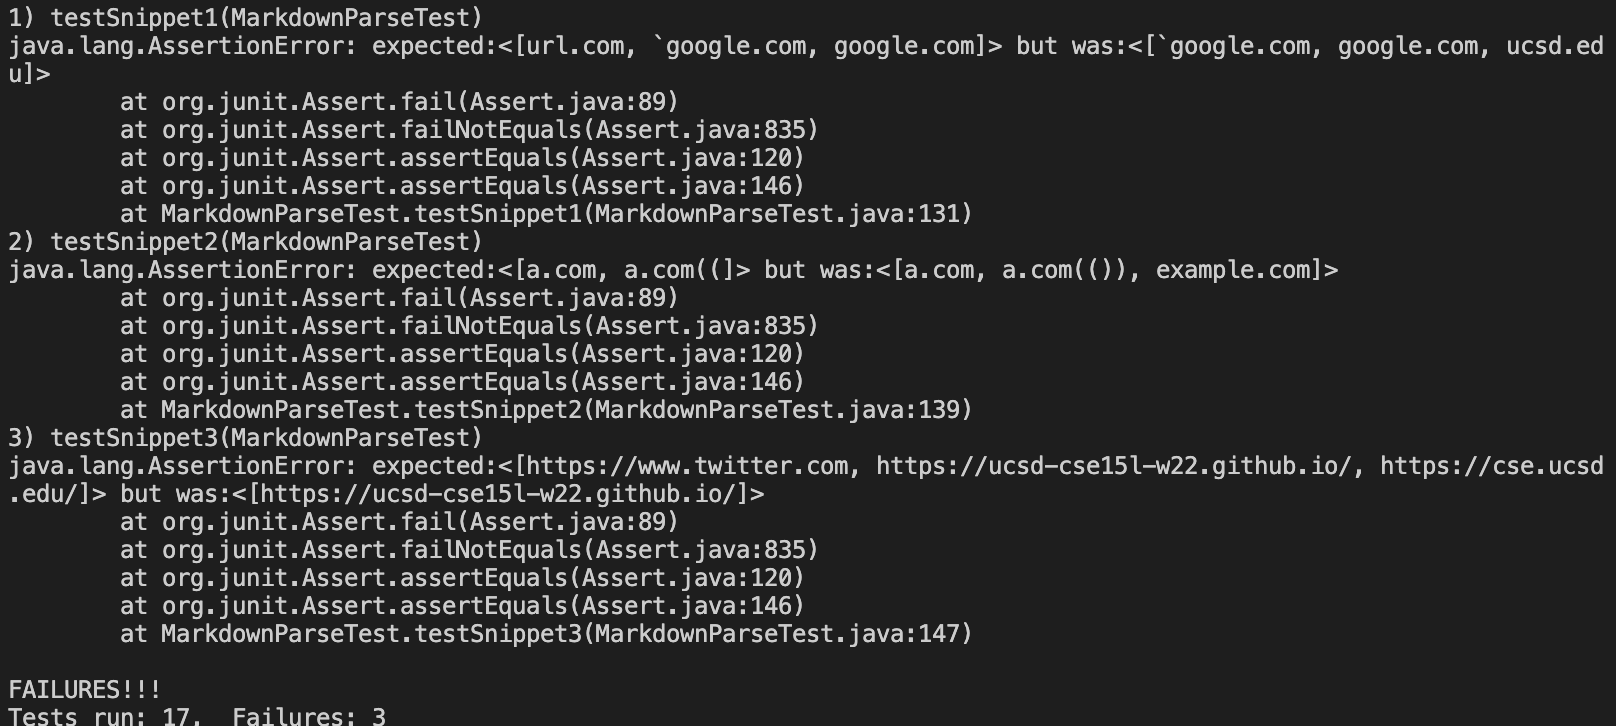 1) testSnippet1(MarkdownParseTest)
java.lang.AssertionError: expected:<[url.com, `google.com, google.com]> but was:<[`google.com, google.com, ucsd.ed
u]>
        at org.junit.Assert.fail(Assert.java:89)
        at org.junit.Assert.failNotEquals(Assert.java:835)
        at org.junit.Assert.assertEquals(Assert.java:120)
        at org.junit.Assert.assertEquals(Assert.java:146)
        at MarkdownParseTest.testSnippet1(MarkdownParseTest.java:131)
2) testSnippet2(MarkdownParseTest)
java.lang.AssertionError: expected:<[a.com, a.com((]> but was:<[a.com, a.com(()), example.com]>
        at org.junit.Assert.fail(Assert.java:89)
        at org.junit.Assert.failNotEquals(Assert.java:835)
        at org.junit.Assert.assertEquals(Assert.java:120)
        at org.junit.Assert.assertEquals(Assert.java:146)
        at MarkdownParseTest.testSnippet2(MarkdownParseTest.java:139)
3) testSnippet3(MarkdownParseTest)
java.lang.AssertionError: expected:<[https://www.twitter.com, https://ucsd-cse15l-w22.github.io/, https://cse.ucsd
.edu/]> but was:<[https://ucsd-cse15l-w22.github.io/]>
        at org.junit.Assert.fail(Assert.java:89)
        at org.junit.Assert.failNotEquals(Assert.java:835)
        at org.junit.Assert.assertEquals(Assert.java:120)
        at org.junit.Assert.assertEquals(Assert.java:146)
        at MarkdownParseTest.testSnippet3(MarkdownParseTest.java:147)

FAILURES!!!
Tests run: 17,  Failures: 3